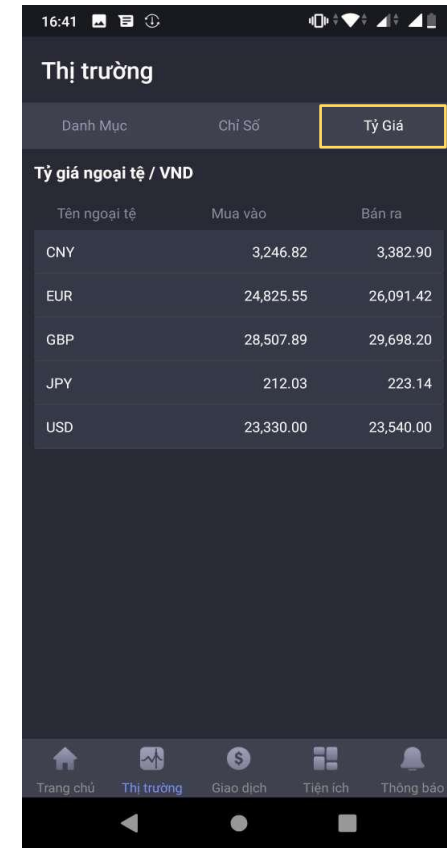 16:41
Thị trường
Danh Mục Chỉ Số Tỷ Giá
Tỷ giá ngoại tệ / VND
Tên ngoại tệ Mua vào Bán ra
CNY 3,246.82 3,382.90
EUR 24,825.55 26,091.42
GBP 28,507.89 29,698.20
JPY 212.03 223.14
USD 23,330.00 23,540.00
Trang chủ Thị trường Giao dịch Tiện ích Thông báo